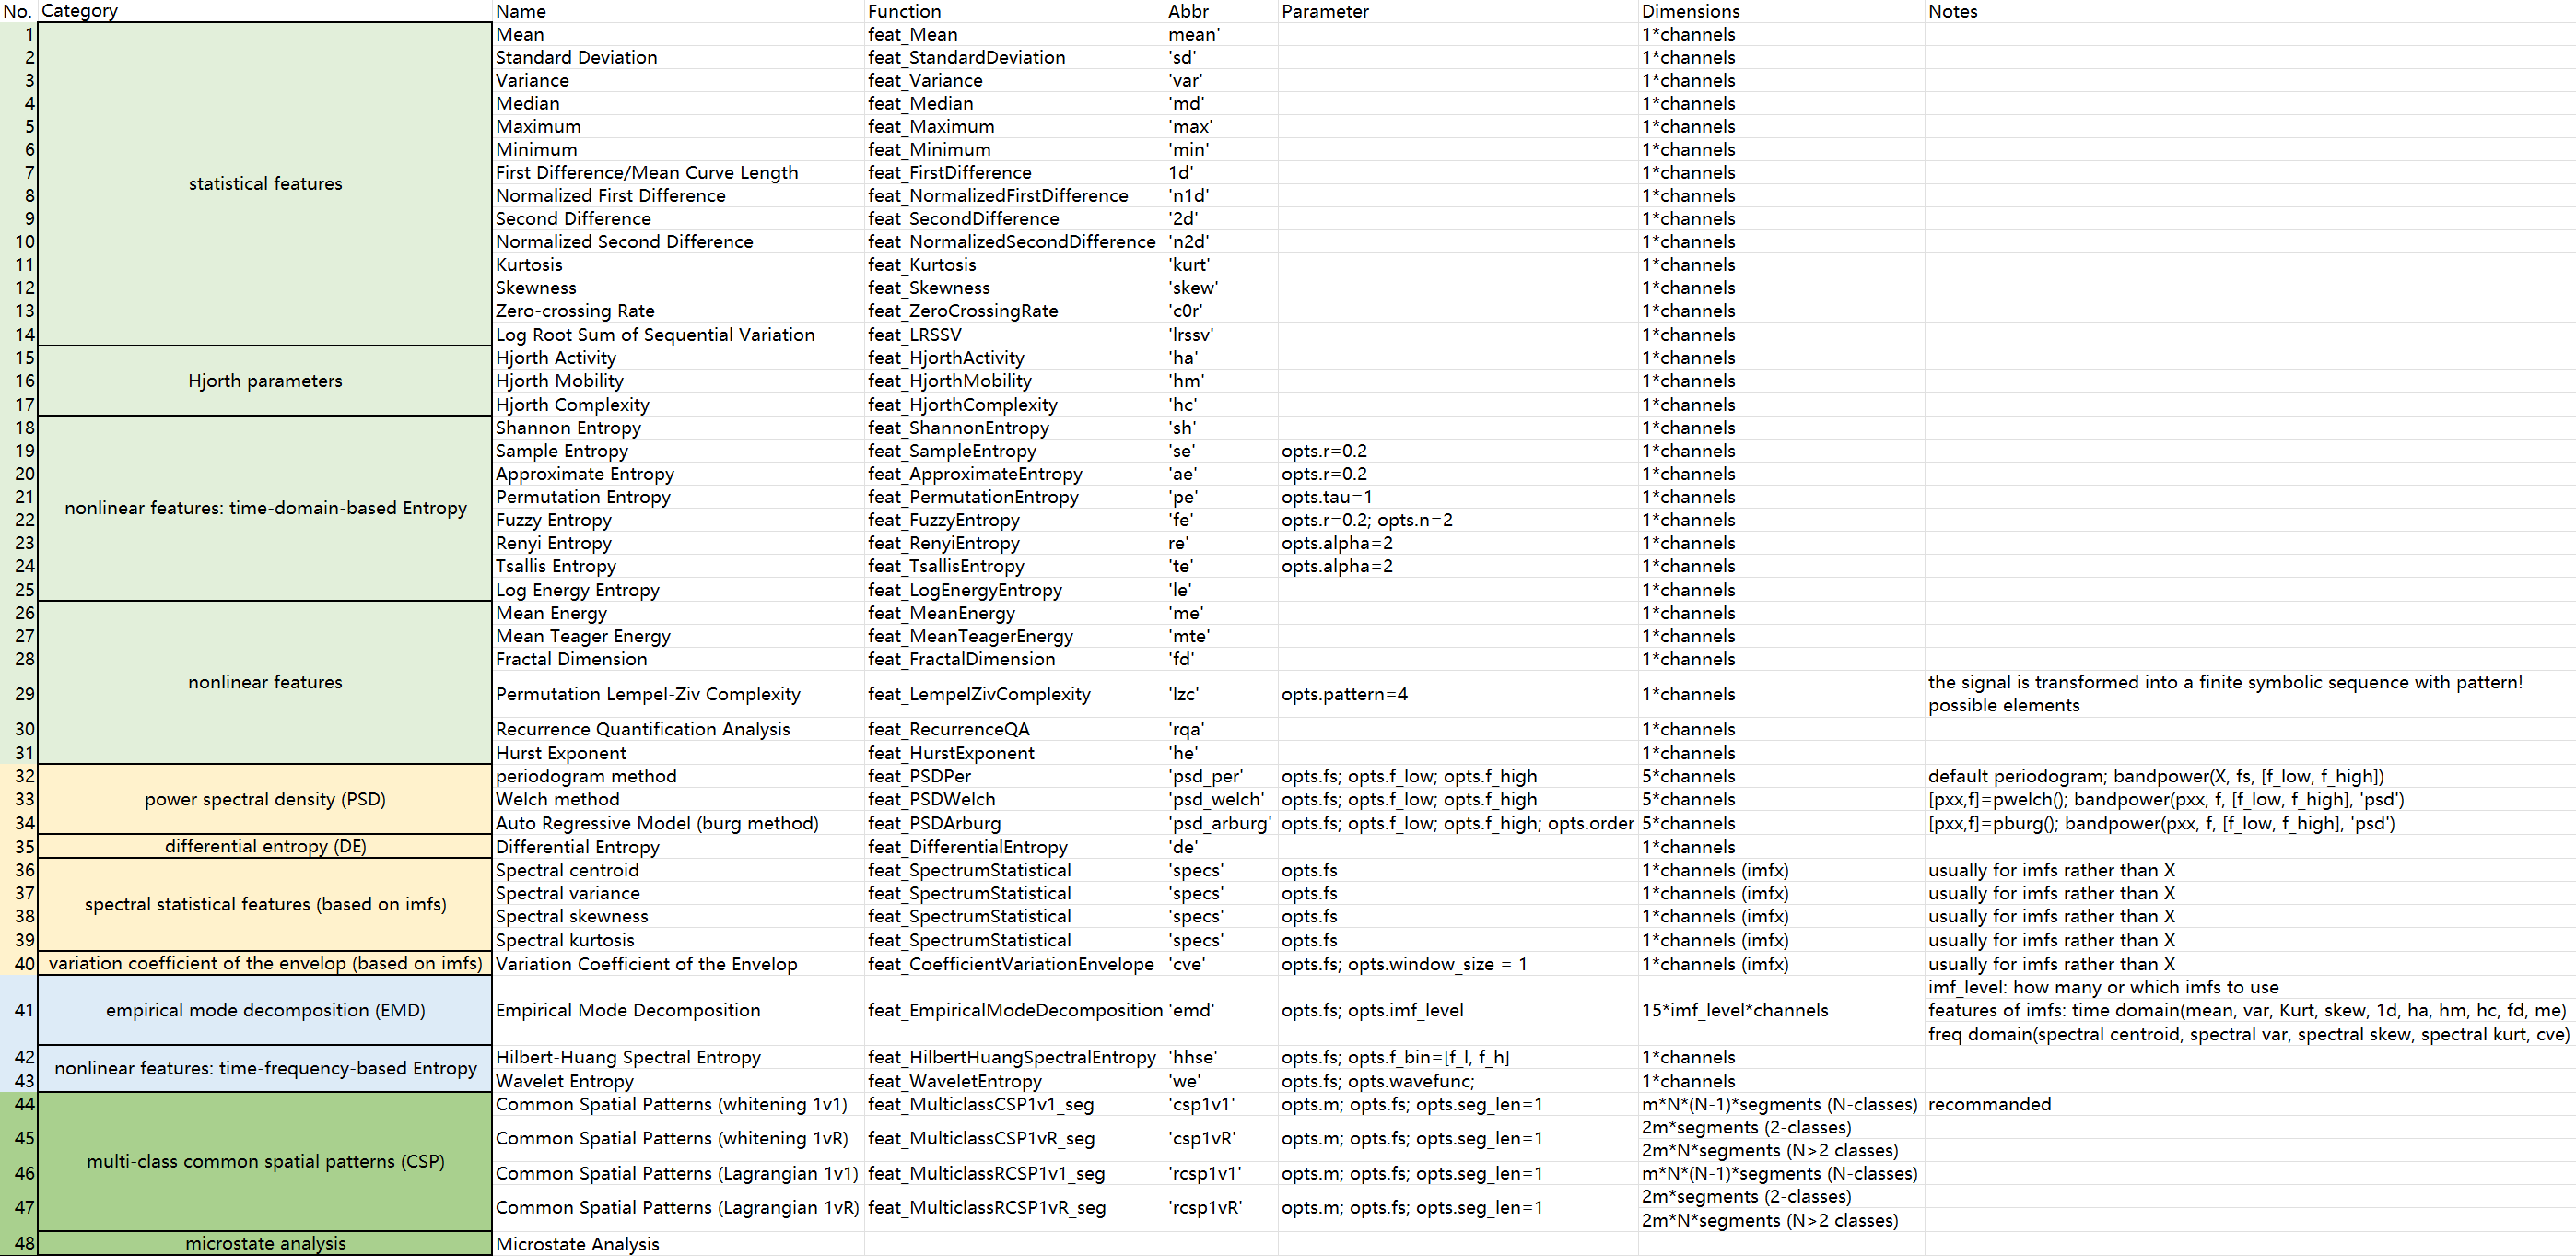 No. Category Name Function Abbr Parameter Dimensions Notes
1 statistical features Mean feat_Mean mean' 1*channels
2 Standard Deviation feat_StandardDeviation 'sd' 1*channels
3 Variance feat_Variance 'var' 1*channels
4 Median feat_Median 'md' 1*channels
5 Maximum feat_Maximum 'max' 1*channels
6 Minimum feat_Minimum 'min' 1*channels
7 First Difference/Mean Curve Length feat_FirstDifference 1d' 1*channels
8 Normalized First Difference feat_NormalizedFirstDifference 'n1d' 1*channels
9 Second Difference feat_SecondDifference '2d' 1*channels
10 Normalized Second Difference feat_NormalizedSecondDifference 'n2d' 1*channels
11 Kurtosis feat_Kurtosis 'kurt' 1*channels
12 Skewness feat_Skewness 'skew' 1*channels
13 Zero-crossing Rate feat_ZeroCrossingRate 'c0r' 1*channels
14 Log Root Sum of Sequential Variation feat_LRSSV 'lrssv' 1*channels
15 Hjorth parameters Hjorth Activity feat_HjorthActivity 'ha' 1*channels
16 Hjorth Mobility feat_HjorthMobility 'hm' 1*channels
17 Hjorth Complexity feat_HjorthComplexity 'hc' 1*channels
18 nonlinear features: time-domain-based Entropy Shannon Entropy feat_ShannonEntropy 'sh' 1*channels
19 Sample Entropy feat_SampleEntropy 'se' opts.r=0.2 1*channels
20 Approximate Entropy feat_ApproximateEntropy 'ae' opts.r=0.2 1*channels
21 Permutation Entropy feat_PermutationEntropy 'pe' opts.tau=1 1*channels
22 Fuzzy Entropy feat_FuzzyEntropy 'fe' opts.r=0.2; opts.n=2 1*channels
23 Renyi Entropy feat_RenyiEntropy re' opts.alpha=2 1*channels
24 Tsallis Entropy feat_TsallisEntropy 'te' opts.alpha=2 1*channels
25 Log Energy Entropy feat_LogEnergyEntropy 'le' 1*channels
26 nonlinear features Mean Energy feat_MeanEnergy 'me' 1*channels
27 Mean Teager Energy feat_MeanTeagerEnergy 'mte' 1*channels
28 Fractal Dimension feat_FractalDimension 'fd' 1*channels
29 Permutation Lempel-Ziv Complexity feat_LempelZivComplexity 'lzc' opts.pattern=4 1*channels the signal is transformed into a finite symbolic sequence with pattern!
possible elements
30 Recurrence Quantification Analysis feat_RecurrenceQA 'rqa' 1*channels
31 Hurst Exponent feat_HurstExponent 'he' 1*channels
32 power spectral density (PSD) periodogram method feat_PSDPer 'psd_per' opts.fs; opts.f_low; opts.f_high 5*channels default periodogram; bandpower(X, fs, [f_low, f_high])
33 Welch method feat_PSDWelch 'psd_welch' opts.fs; opts.f_low; opts.f_high 5*channels [pxx,f]=pwelch(); bandpower(pxx, f, [f_low, f_high], 'psd')
34 Auto Regressive Model (burg method) feat_PSDArburg 'psd_arburg' opts.fs; opts.f_low; opts.f_high; opts.order 5*channels [pxx,f]=pburg(); bandpower(pxx, f, [f_low, f_high], 'psd')
35 differential entropy (DE) Differential Entropy feat_DifferentialEntropy 'de' 1*channels
36 spectral statistical features (based on imfs) Spectral centroid feat_SpectrumStatistical 'specs' opts.fs 1*channels (imfx) usually for imfs rather than X
37 Spectral variance feat_SpectrumStatistical 'specs' opts.fs 1*channels (imfx) usually for imfs rather than X
38 Spectral skewness feat_SpectrumStatistical 'specs' opts.fs 1*channels (imfx) usually for imfs rather than X
39 Spectral kurtosis feat_SpectrumStatistical 'specs' opts.fs 1*channels (imfx) usually for imfs rather than X
40 variation coefficient of the envelop (based on imfs) Variation Coefficient of the Envelop feat_CoefficientVariationEnvelope 'cve' opts.fs; opts.window_size = 1 1*channels (imfx) usually for imfs rather than X
41 empirical mode decomposition (EMD) Empirical Mode Decomposition feat_EmpiricalModeDecomposition 'emd' opts.fs; opts.imf_level 15*imf_level*channels imf_level: how many or which imfs to use
features of imfs: time domain(mean, var, Kurt, skew, 1d, ha, hm, hc, fd, me)
freq domain(spectral centroid, spectral var, spectral skew, spectral kurt, cve)
42 nonlinear features: time-frequency-based Entropy Hilbert-Huang Spectral Entropy feat_HilbertHuangSpectralEntropy 'hhse' opts.fs; opts.f_bin=[f_l, f_h] 1*channels
43 Wavelet Entropy feat_WaveletEntropy 'we' opts.fs; opts.wavefunc; 1*channels
44 multi-class common spatial patterns (CSP) Common Spatial Patterns (whitening 1v1) feat_MulticlassCSP1v1_seg 'csp1v1' opts.m; opts.fs; opts.seg_len=1 m*N*(N-1)*segments (N-classes) recommanded
45 Common Spatial Patterns (whitening 1vR) feat_MulticlassCSP1vR_seg 'csp1vR' opts.m; opts.fs; opts.seg_len=1 2m*segments (2-classes)
2m*N*segments (N>2 classes)
46 Common Spatial Patterns (Lagrangian 1v1) feat_MulticlassRCSP1v1_seg 'rcsp1v1' opts.m; opts.fs; opts.seg_len=1 m*N*(N-1)*segments (N-classes)
47 Common Spatial Patterns (Lagrangian 1vR) feat_MulticlassRCSP1vR_seg 'rcsp1vR' opts.m; opts.fs; opts.seg_len=1 2m*segments (2-classes)
2m*N*segments (N>2 classes)
48 microstate analysis Microstate Analysis